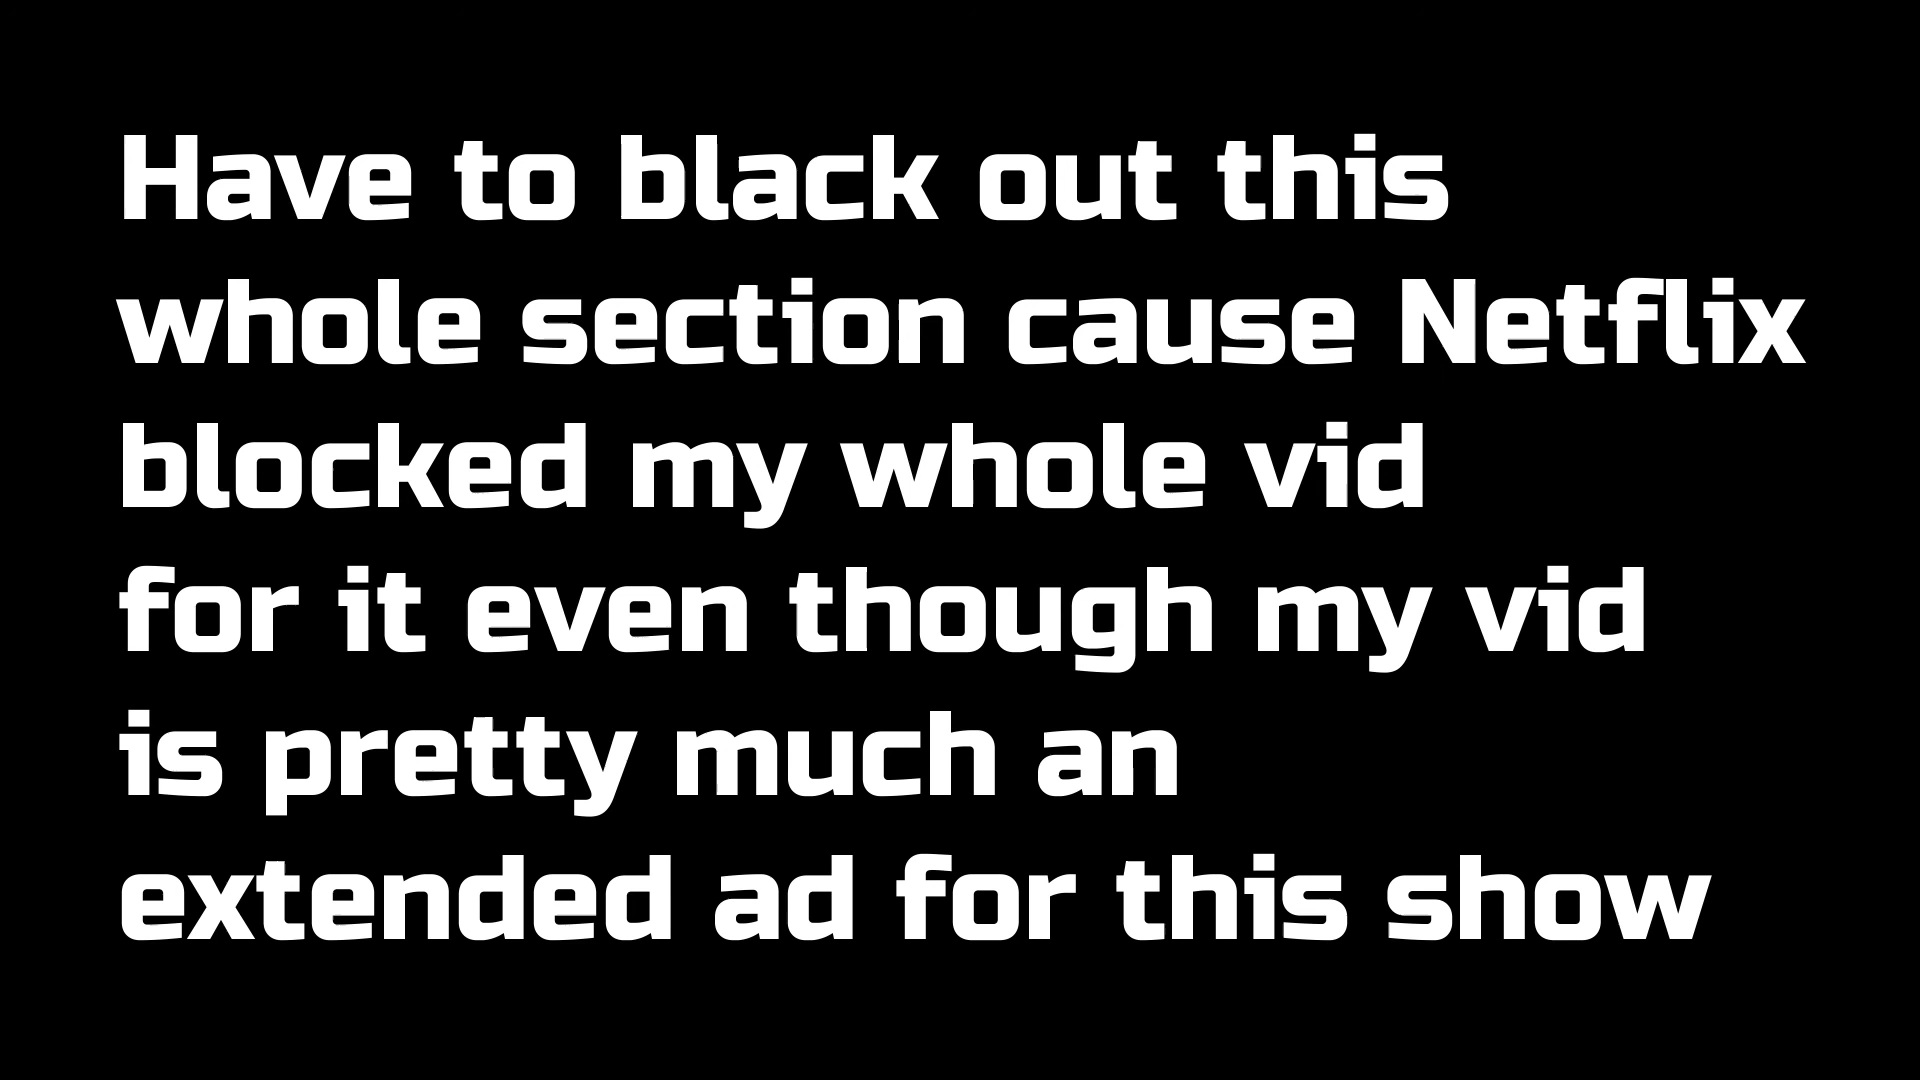 Have to black out this
whole section cause Netflix
blocked my whole vid
for it even though my vid
is pretty much an
extended ad for this show